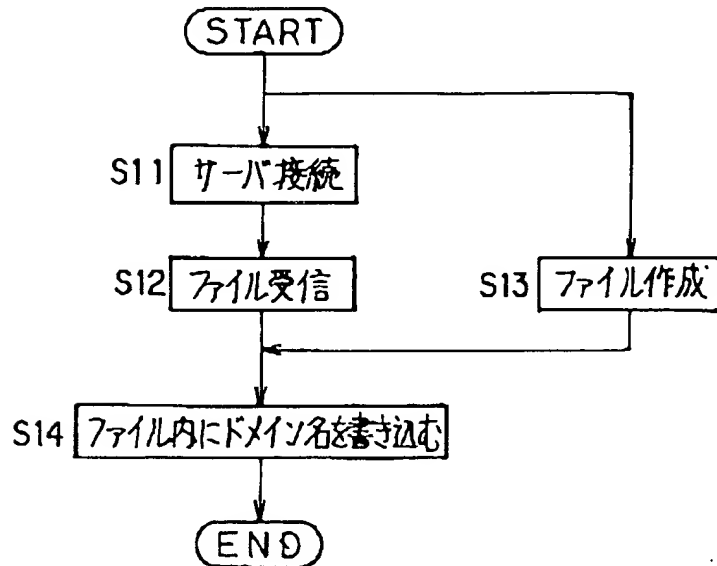 START
S11 サーバ接続
S12 ファイル受信
S13 ファイル作成
S14 ファイル内にドメイン名を書き込む
END